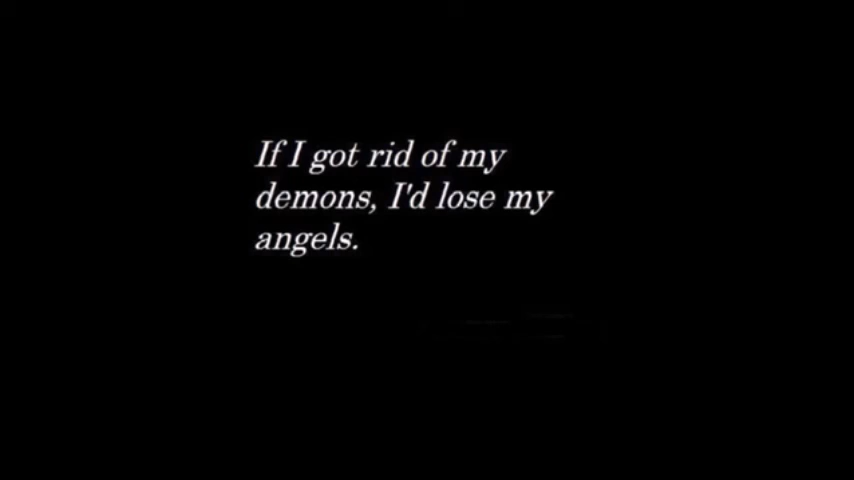 If I got rid of my
demons, I'd lose my
angels.